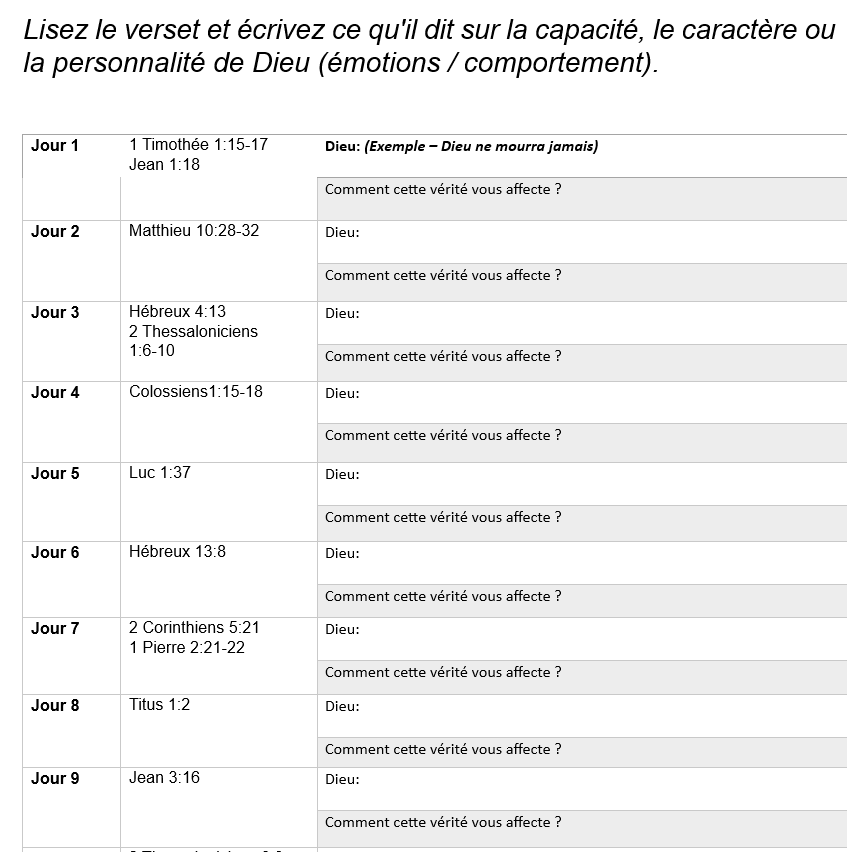 Lisez le verset et écrivez ce qu'il dit sur la capacité, le caractère ou
la personnalité de Dieu (émotions / comportement).
Jour 1 1 Timothée 1:15-17 Dieu: (Exemple – Dieu ne mourra jamais)
Jean 1:18
Comment cette vérité vous affecte ?
Jour 2 Matthieu 10:28-32 Dieu:
Comment cette vérité vous affecte ?
Jour 3 Hébreux 4:13 Dieu:
2 Thessaloniciens
1:6-10
Comment cette vérité vous affecte ?
Jour 4 Colossiens1:15-18 Dieu:
Comment cette vérité vous affecte ?
Jour 5 Luc 1:37 Dieu:
Comment cette vérité vous affecte ?
Jour 6 Hébreux 13:8 Dieu:
Comment cette vérité vous affecte ?
Jour 7 2 Corinthiens 5:21 Dieu:
1 Pierre 2:21-22
Comment cette vérité vous affecte ?
Jour 8 Titus 1:2 Dieu:
Comment cette vérité vous affecte ?
Jour 9 Jean 3:16 Dieu:
Comment cette vérité vous affecte ?